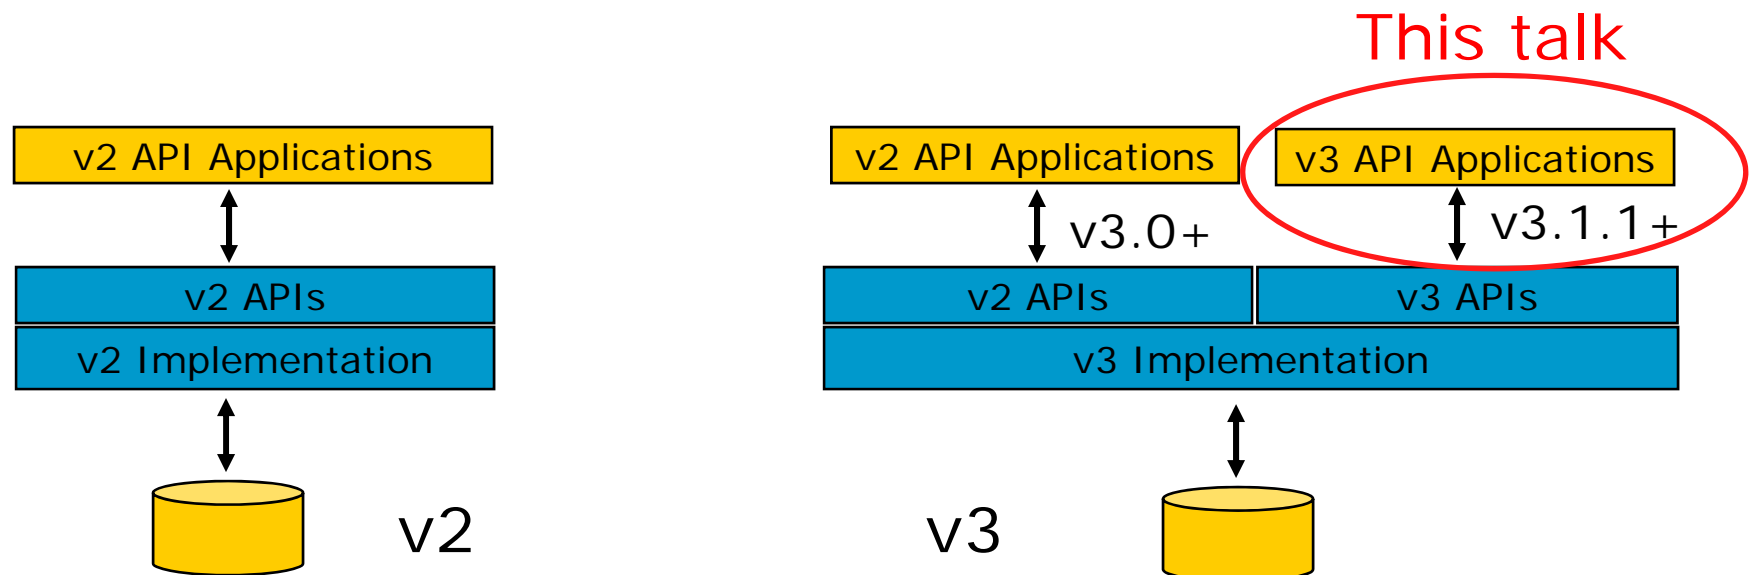 This talk
v2 API Applications
v2 API Applications
v3 API Applications
v3.0+
v3.1.1+
v2 APIs
v2 APIs
v3 APIs
v2 Implementation
v3 Implementation
v2
v3